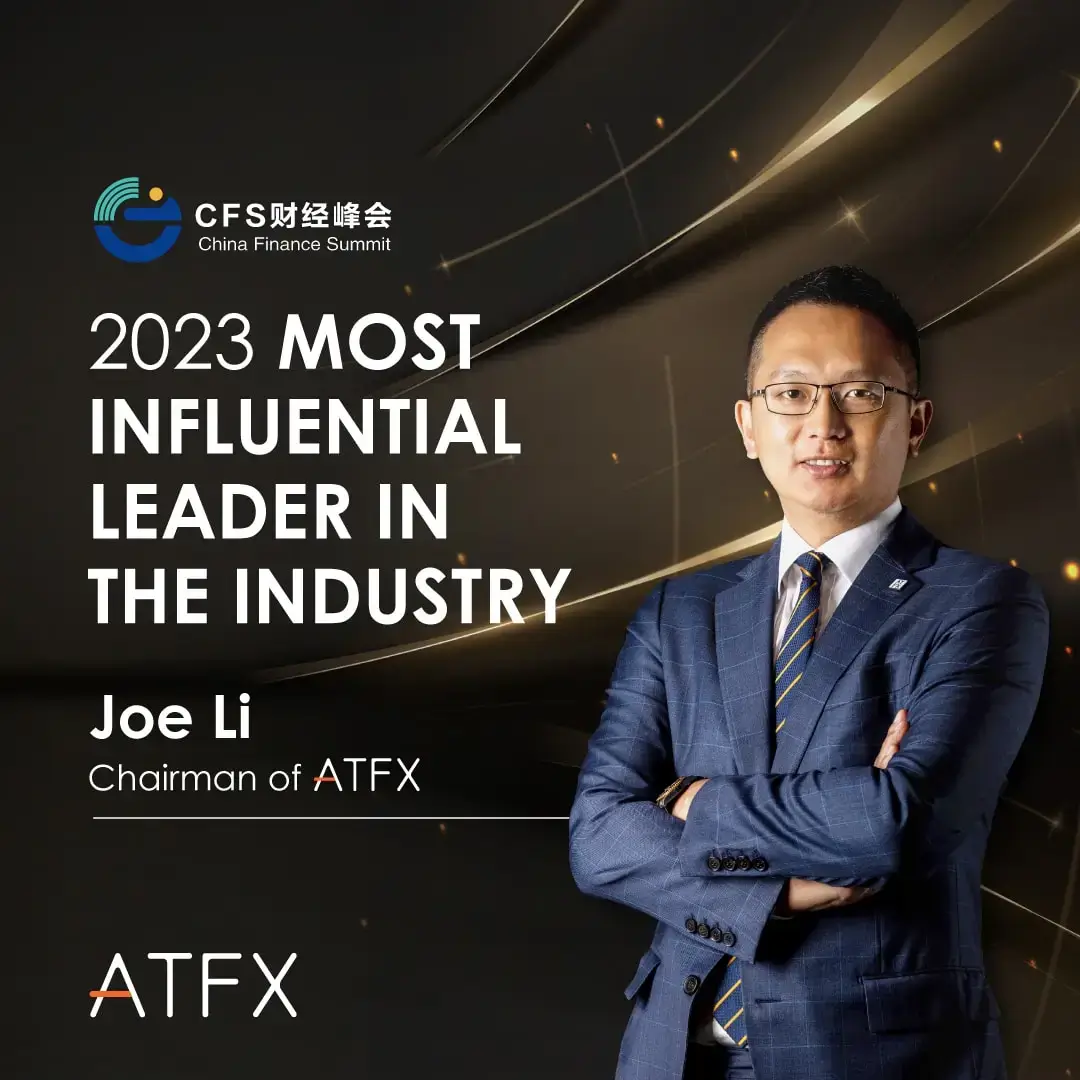 CFS财经峰会
China Finance Summit
2023 MOST
INFLUENTIAL
LEADER IN
THE INDUSTRY
Joe Li
Chairman of ATFX
ATFX